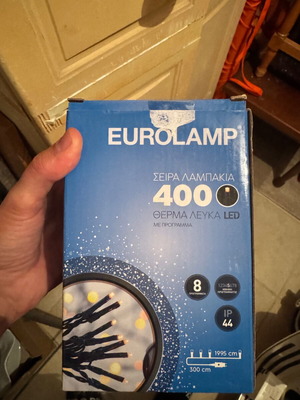 EUROLAMP
ΣΕΙΡΑ ΛΑΜΠΑΚΙΑ
400
ΘΕΡΜΑ ΛΕΥΚΑ LED
ΜΕ ΠΡΟΓΡΑΜΜΑ
8
IP
44
1995 cm
300 cm